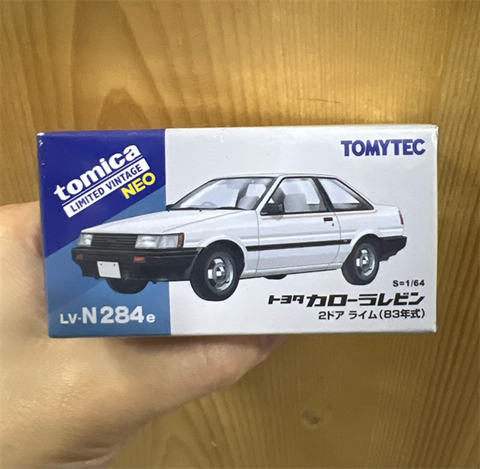 tomica
LIMITED VINTAGE
NEO
TOMYTEC
S=1/64
トヨタ カローラレビン
2ドア ライム(83年式)
LV-N284e